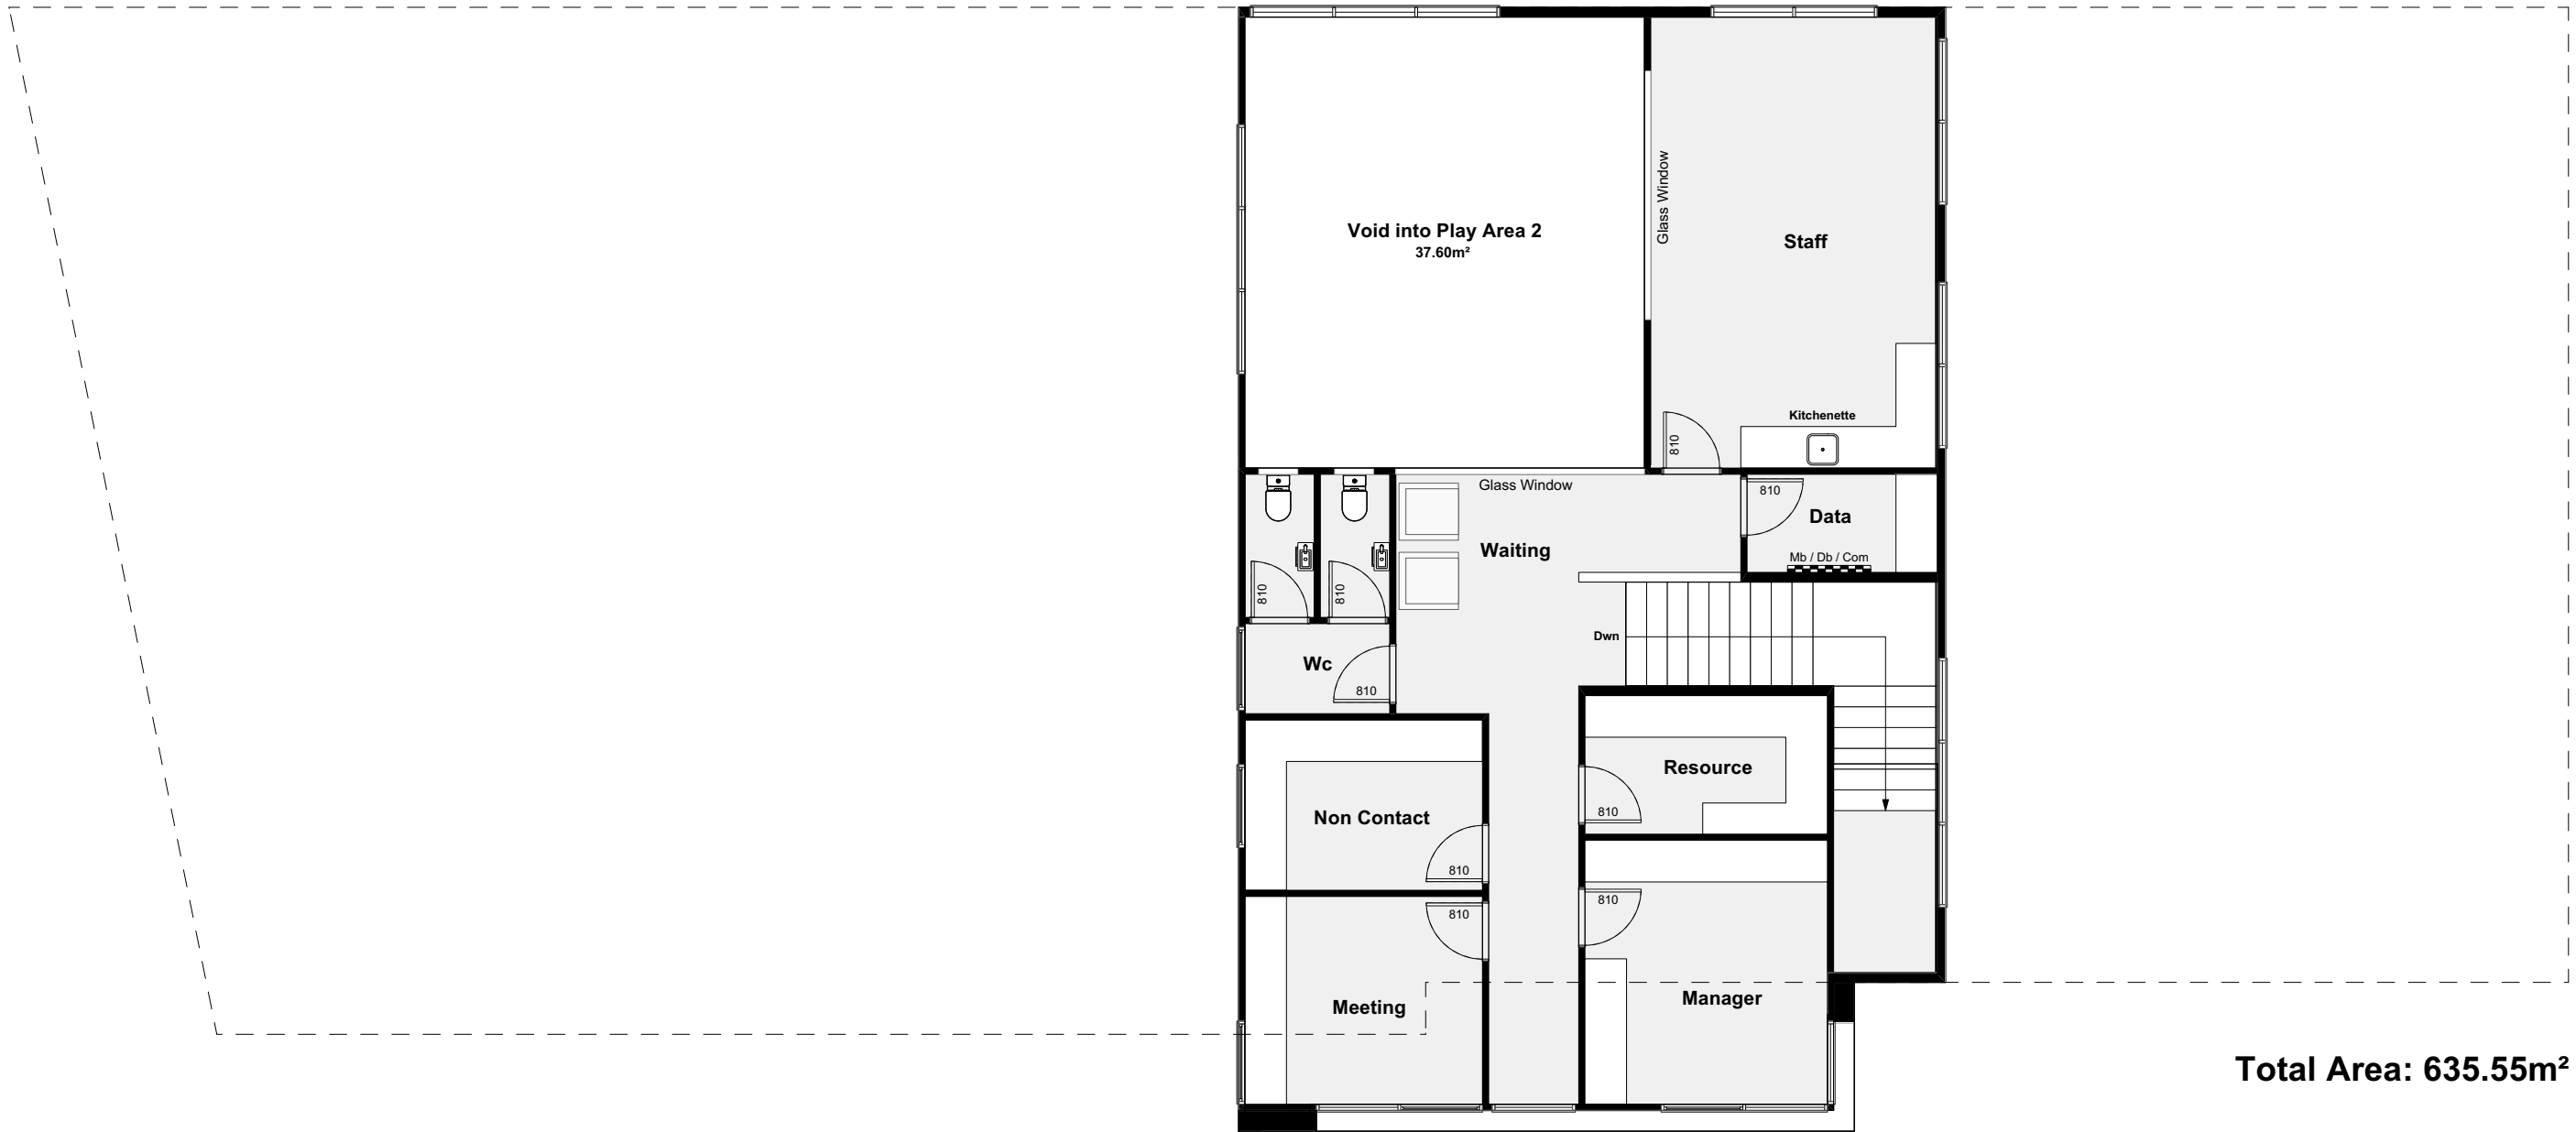 Void into Play Area 2
37.60m²
Glass Window
Staff
Kitchenette
810
Glass Window
810
Data
Mb / Db / Com
Waiting
810
810
Dwn
Wc
810
Resource
810
Non Contact
810
810
810
Meeting
Manager
Total Area: 635.55m²